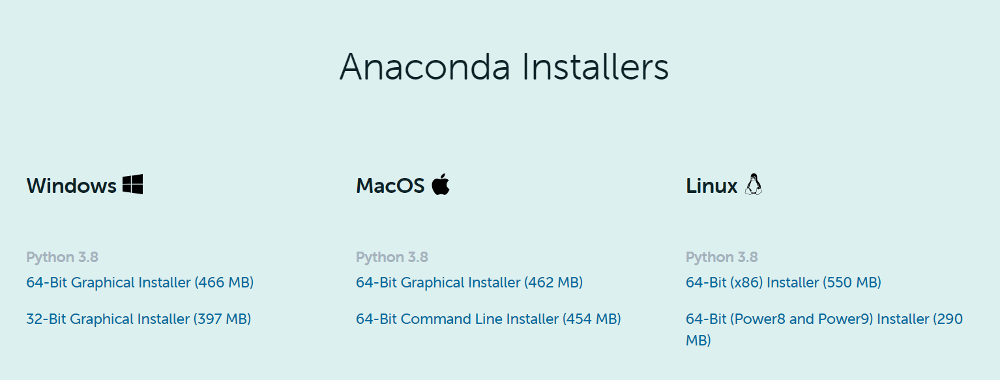 Anaconda Installers
Windows
Python 3.8
64-Bit Graphical Installer (466 MB)
32-Bit Graphical Installer (397 MB)
MacOS
Python 3.8
64-Bit Graphical Installer (462 MB)
64-Bit Command Line Installer (454 MB)
Linux
Python 3.8
64-Bit (x86) Installer (550 MB)
64-Bit (Power8 and Power9) Installer (290
MB)